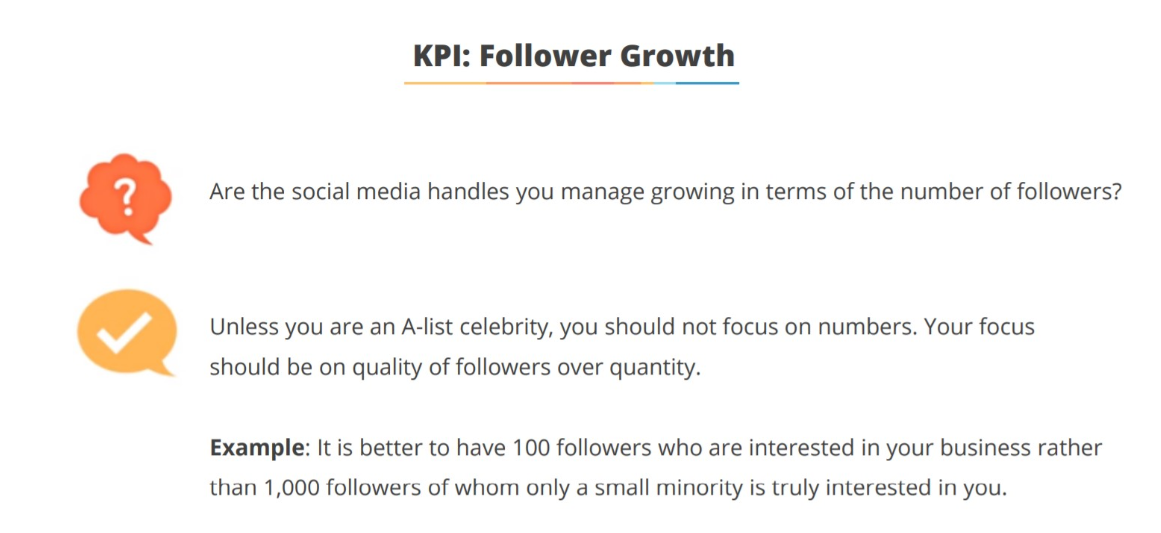 KPI: Follower Growth
?
Are the social media handles you manage growing in terms of the number of followers?
Unless you are an A-list celebrity, you should not focus on numbers. Your focus
should be on quality of followers over quantity.
Example: It is better to have 100 followers who are interested in your business rather
than 1,000 followers of whom only a small minority is truly interested in you.